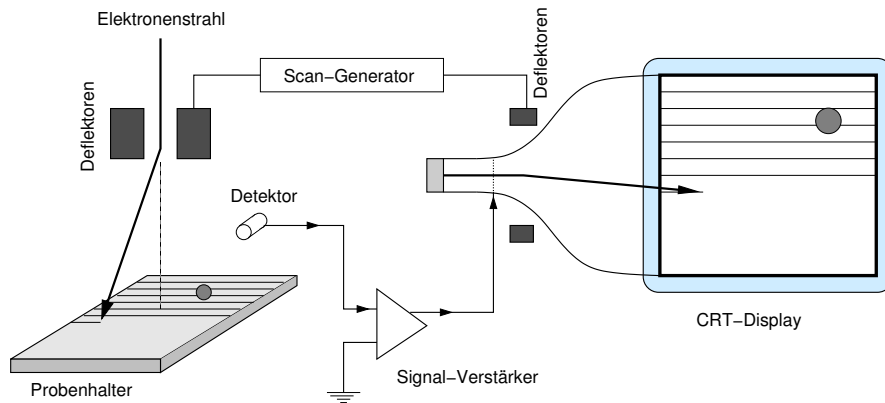 Elektronenstrahl
Deflektoren
Scan−Generator
Deflektoren
Detektor
Probenhalter
Signal−Verstärker
CRT−Display